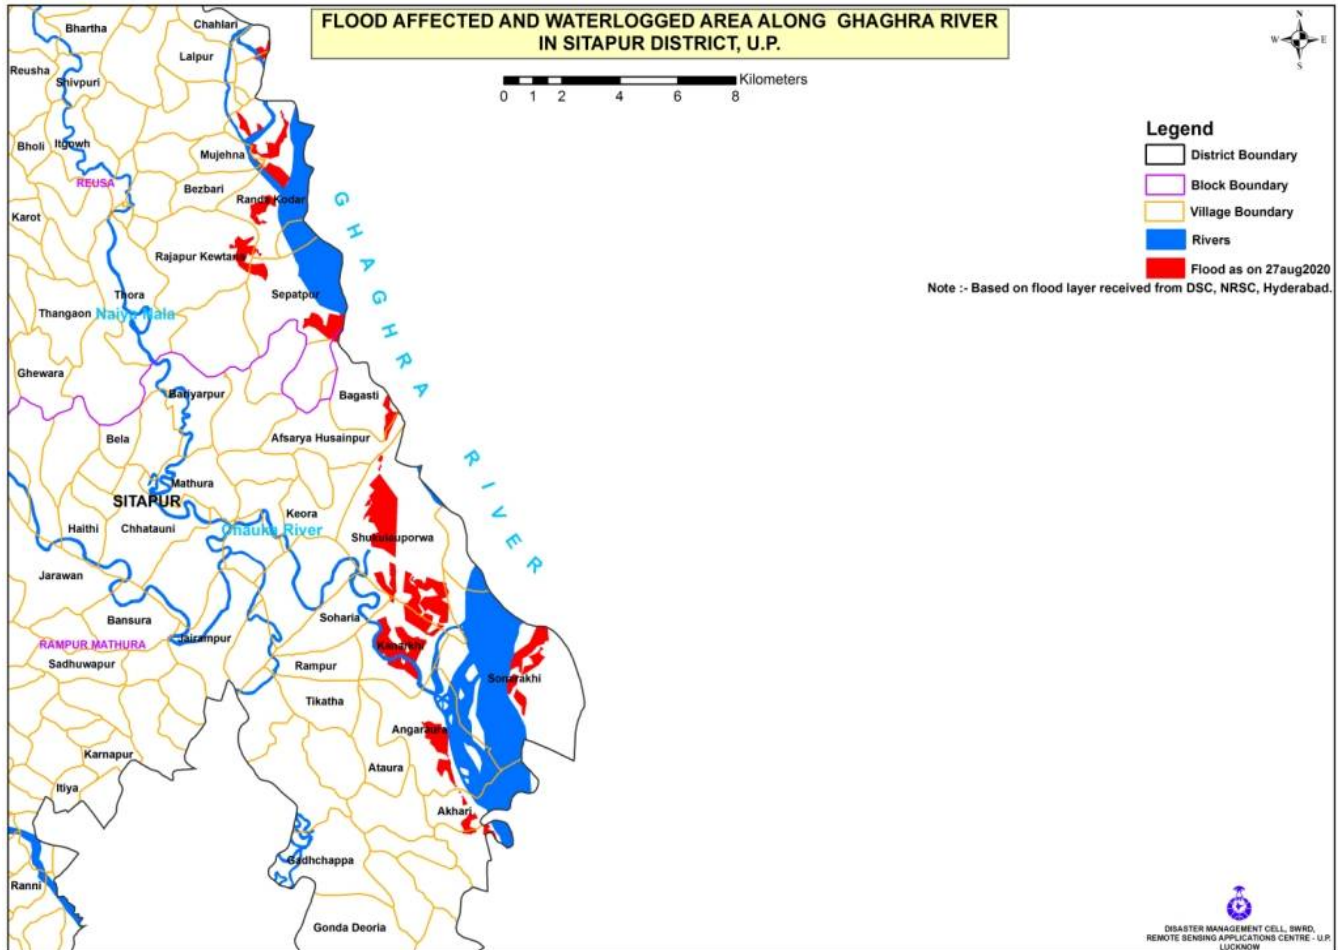 FLOOD AFFECTED AND WATERLOGGED AREA ALONG GHAGHRA RIVER
IN SITAPUR DISTRICT, U.P.
N
W E
S
Kilometers
0 1 2 4 6 8
Legend
District Boundary
Block Boundary
Village Boundary
Rivers
Flood as on 27aug2020
Note :- Based on flood layer received from DSC, NRSC, Hyderabad.
Chahlari
Bhartha
Lalpur
Reusha
Shivpuri
Itgowh
Bholi
Mujehna
REUSA
Bezbari
Randa Kodar
Karot
Rajapur Kewtana
Thora
Sepatpur
Thangaon
Naiya Nala
Ghewara
Batiyarpur
Bagasti
Bela
Afsarya Husainpur
GHAGHRA RIVER
Mathura
SITAPUR
Keora
Haithi
Chhatauni
Chauka River
Jarawan
Bansura
Soharia
RAMPUR MATHURA
Jairampur
Sadhuwapur
Rampur
Tikatha
Angaraura
Karnapur
Ataura
Itiya
Akhari
Gadhchappa
Ranni
Gonda Deoria
DISASTER MANAGEMENT CELL, SWRD,
REMOTE SENSING APPLICATIONS CENTRE - U.P.
LUCKNOW